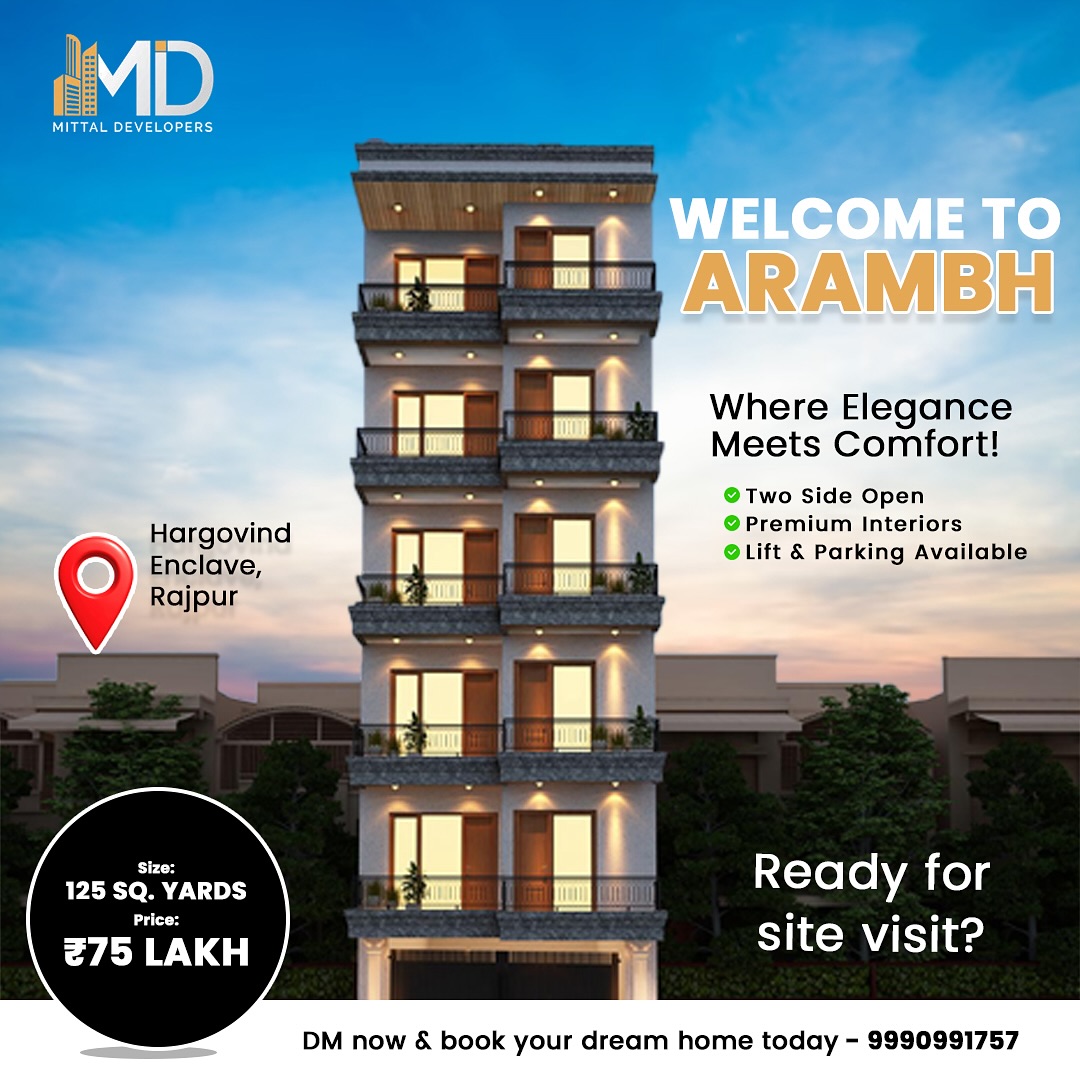 MD
MITTAL DEVELOPERS
WELCOME TO
ARAMBH
Where Elegance
Meets Comfort!
Two Side Open
Premium Interiors
Lift & Parking Available
Hargovind
Enclave,
Rajpur
Size:
125 SQ. YARDS
Price:
₹75 LAKH
Ready for
site visit?
DM now & book your dream home today - 9990991757